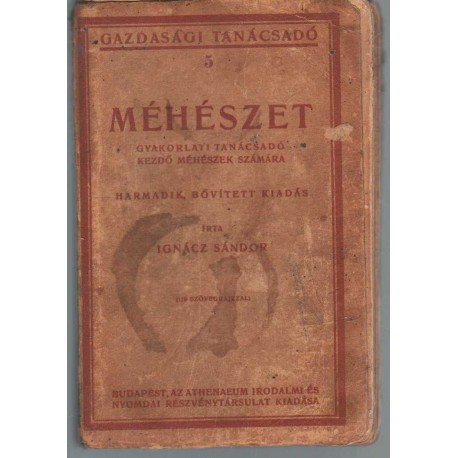 GAZDASÁGI TANÁCSADÓ
5
MÉHÉSZET
GYAKORLATI TANÁCSADÓ
KEZDŐ MÉHÉSZEK SZÁMÁRA
HARMADIK, BŐVÍTETT KIADÁS
ÍRTA
IGNÁCZ SÁNDOR
SZÖVEGRAJZZAL)
BUDAPEST, AZ ATHENAEUM IRODALMI ÉS
NYOMDAI RÉSZVÉNYTÁRSULAT KIADÁSA